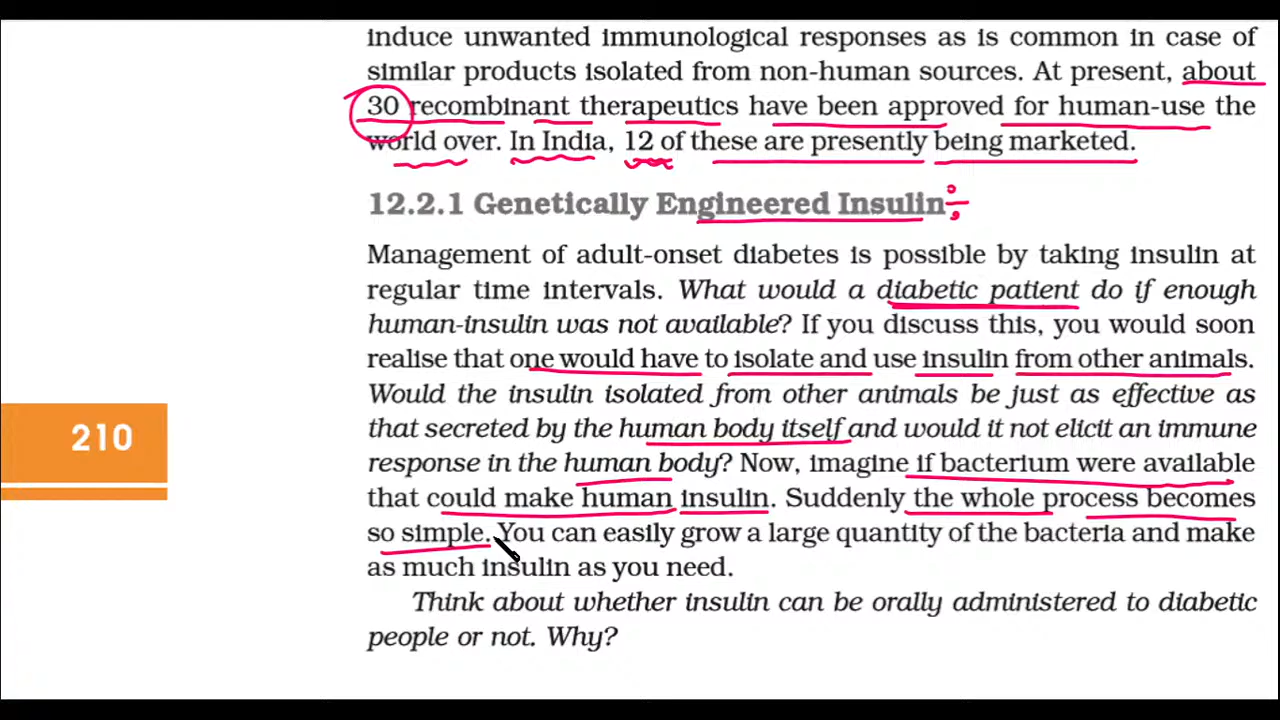 induce unwanted immunological responses as is common in case of
similar products isolated from non-human sources. At present, about
30 recombinant therapeutics have been approved for human-use the
world over. In India, 12 of these are presently being marketed.
12.2.1 Genetically Engineered Insulin
Management of adult-onset diabetes is possible by taking insulin at
regular time intervals. What would a diabetic patient do if enough
human-insulin was not available? If you discuss this, you would soon
realise that one would have to isolate and use insulin from other animals.
Would the insulin isolated from other animals be just as effective as
that secreted by the human body itself and would it not elicit an immune
response in the human body? Now, imagine if bacterium were available
that could make human insulin. Suddenly the whole process becomes
so simple. You can easily grow a large quantity of the bacteria and make
as much insulin as you need.
Think about whether insulin can be orally administered to diabetic
people or not. Why?
210